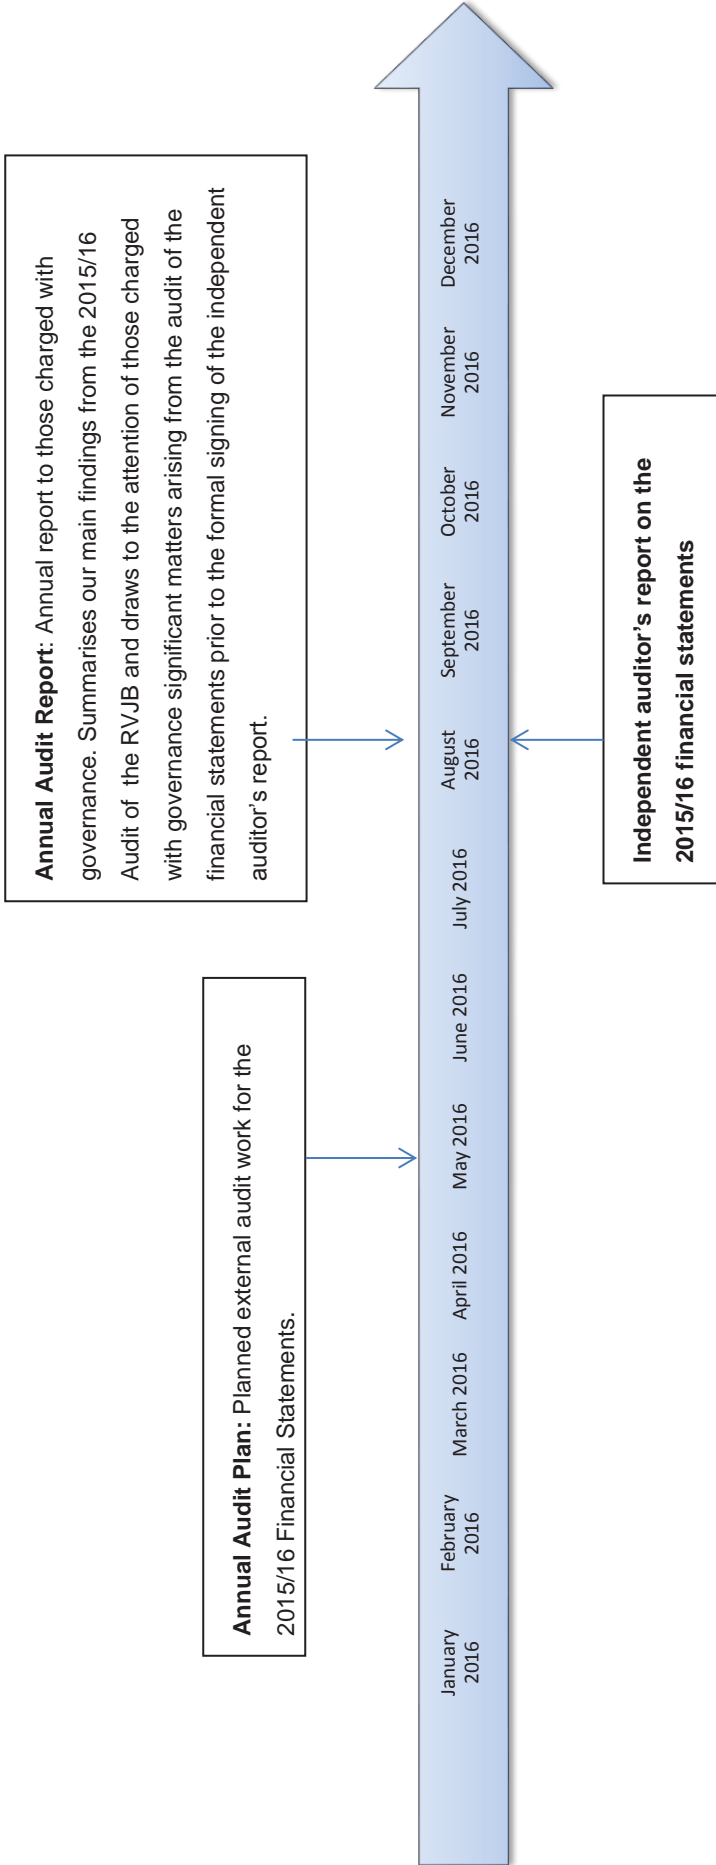 Annual Audit Plan: Planned external audit work for the
2015/16 Financial Statements.
Annual Audit Report: Annual report to those charged with
governance. Summarises our main findings from the 2015/16
Audit of the RVJB and draws to the attention of those charged
with governance significant matters arising from the audit of the
financial statements prior to the formal signing of the independent
auditor’s report.
January
2016
February
2016
March 2016
April 2016
May 2016
June 2016
July 2016
August
2016
September
2016
October
2016
November
2016
December
2016
Independent auditor’s report on the
2015/16 financial statements